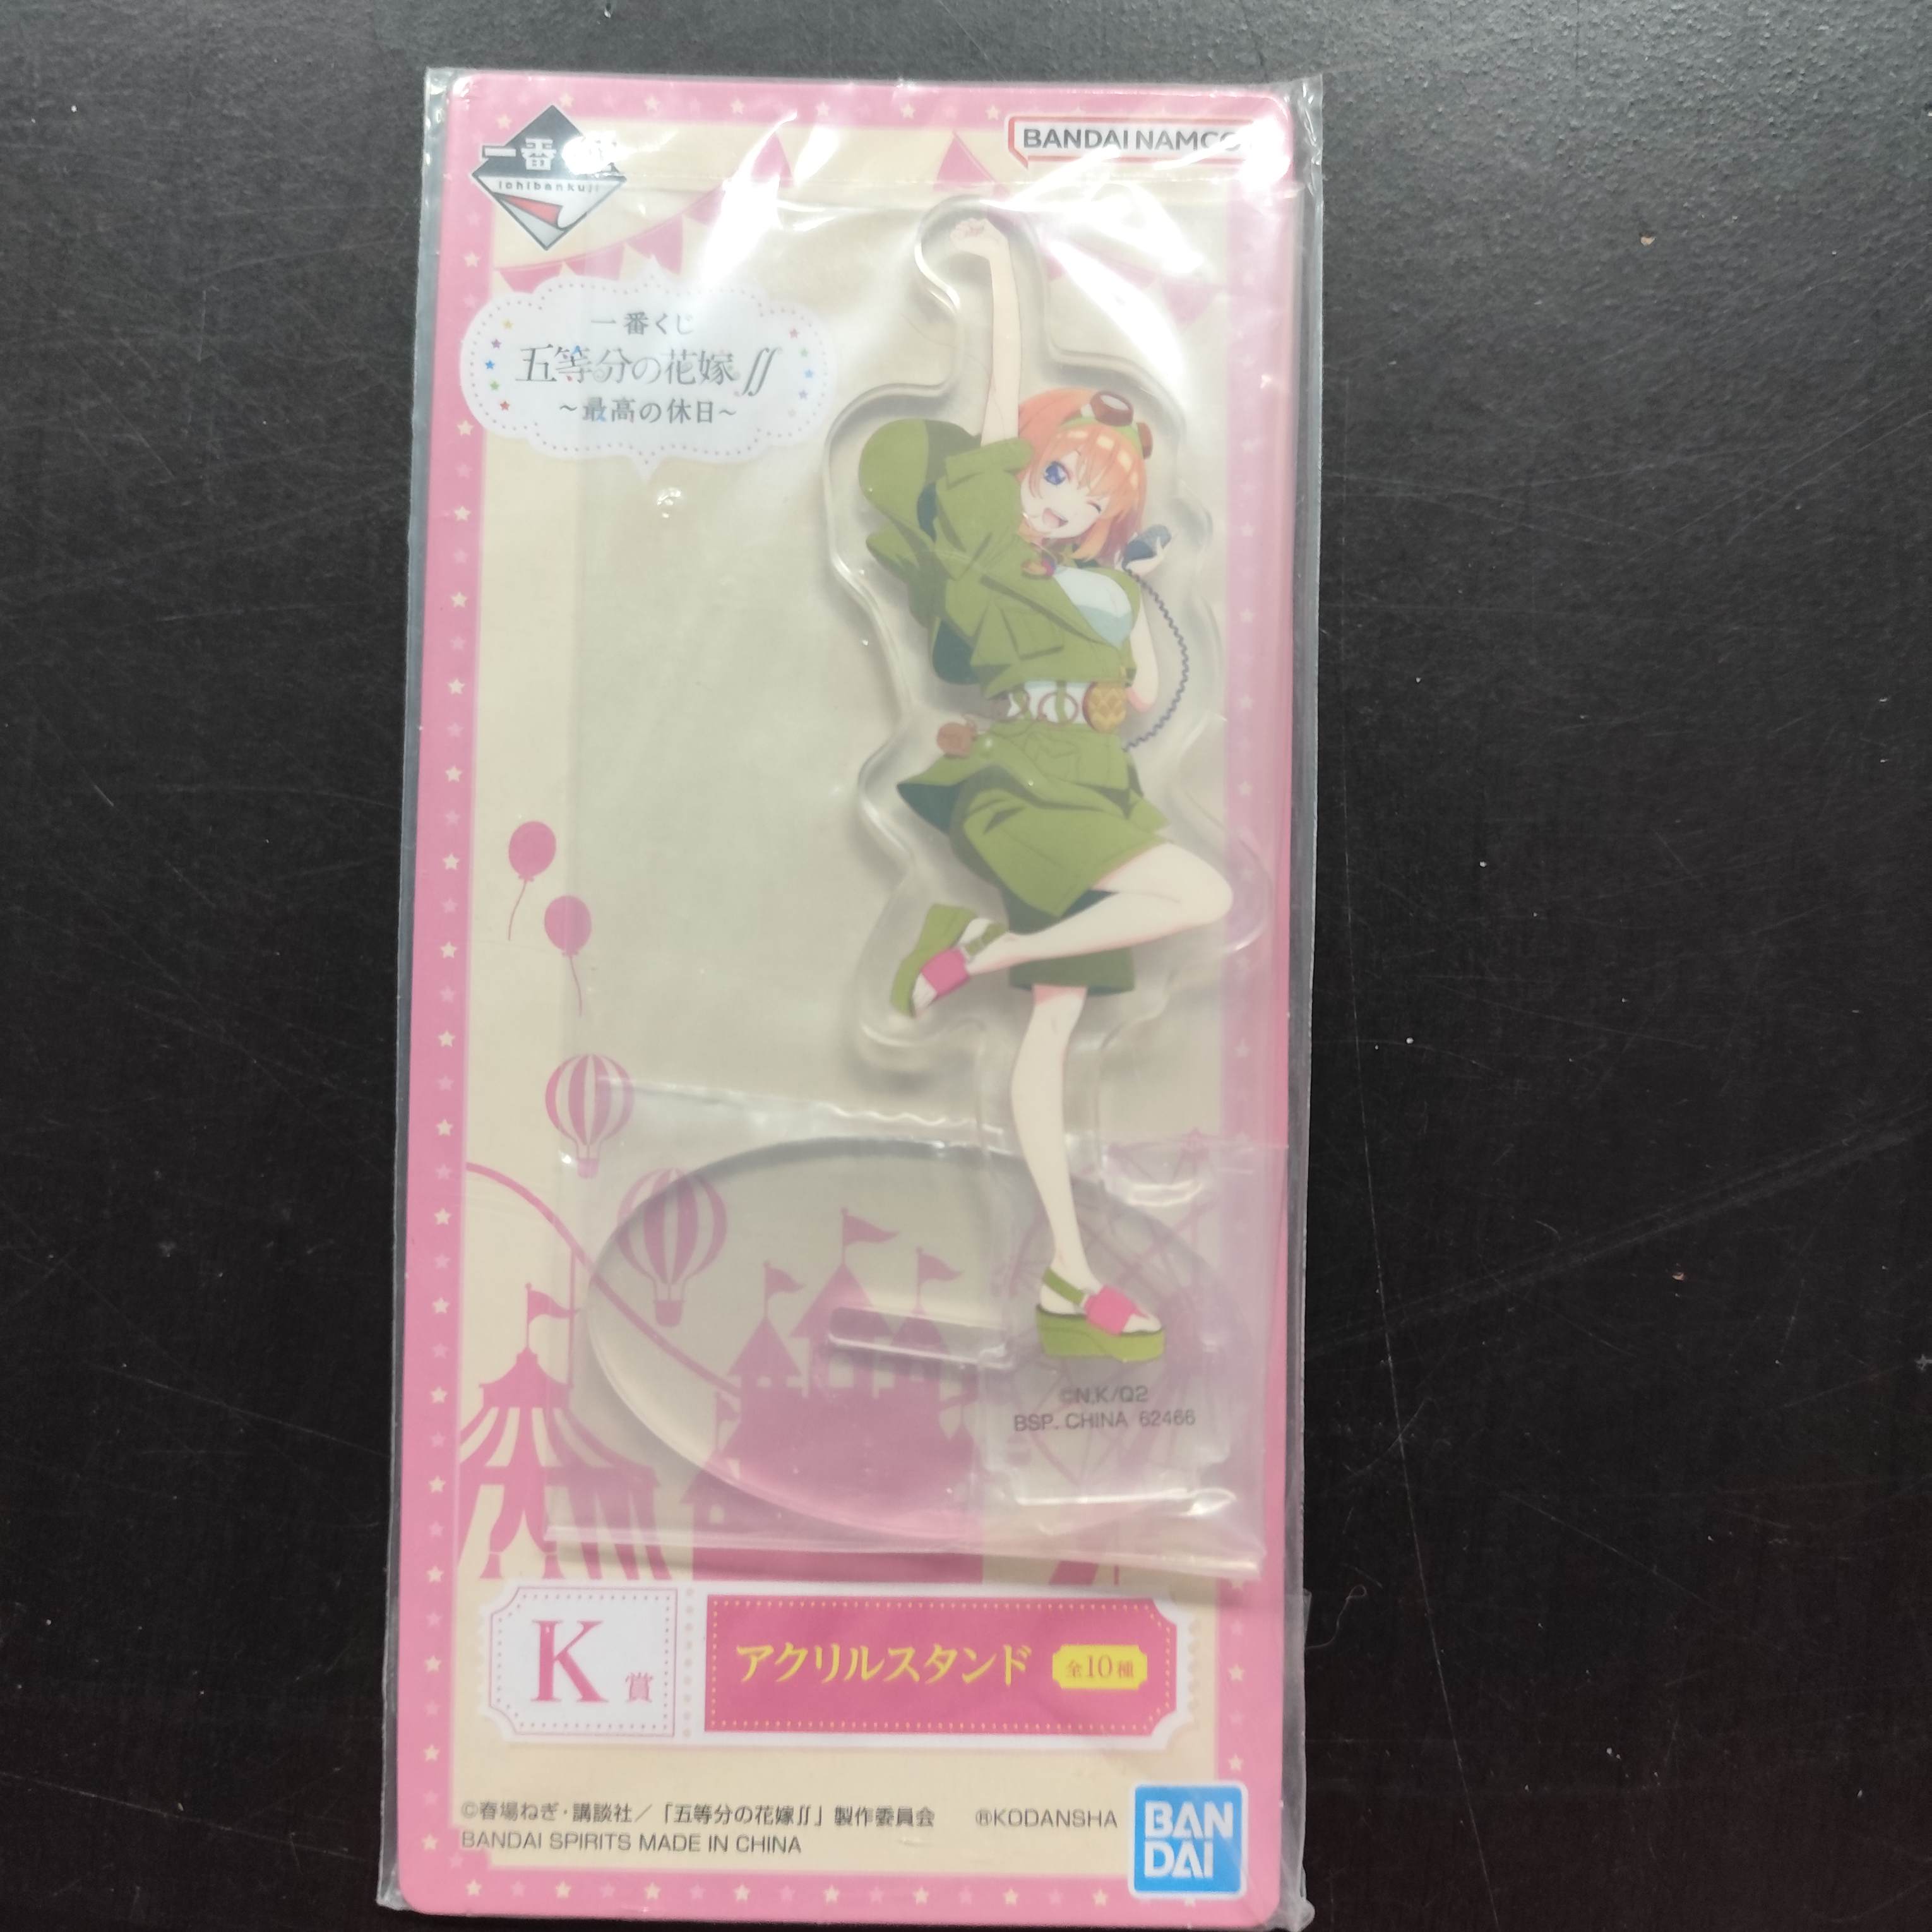 一番
ichibankuji
BANDAI NAMCO
一番くじ
五等分の花嫁∬
～最高の休日～
©N,K/Q2
BSP. CHINA 62466
K賞
アクリルスタンド
全10種
©春場ねぎ・講談社／「五等分の花嫁∬」製作委員会 ®KODANSHA
BANDAI SPIRITS MADE IN CHINA
BAN
DAI